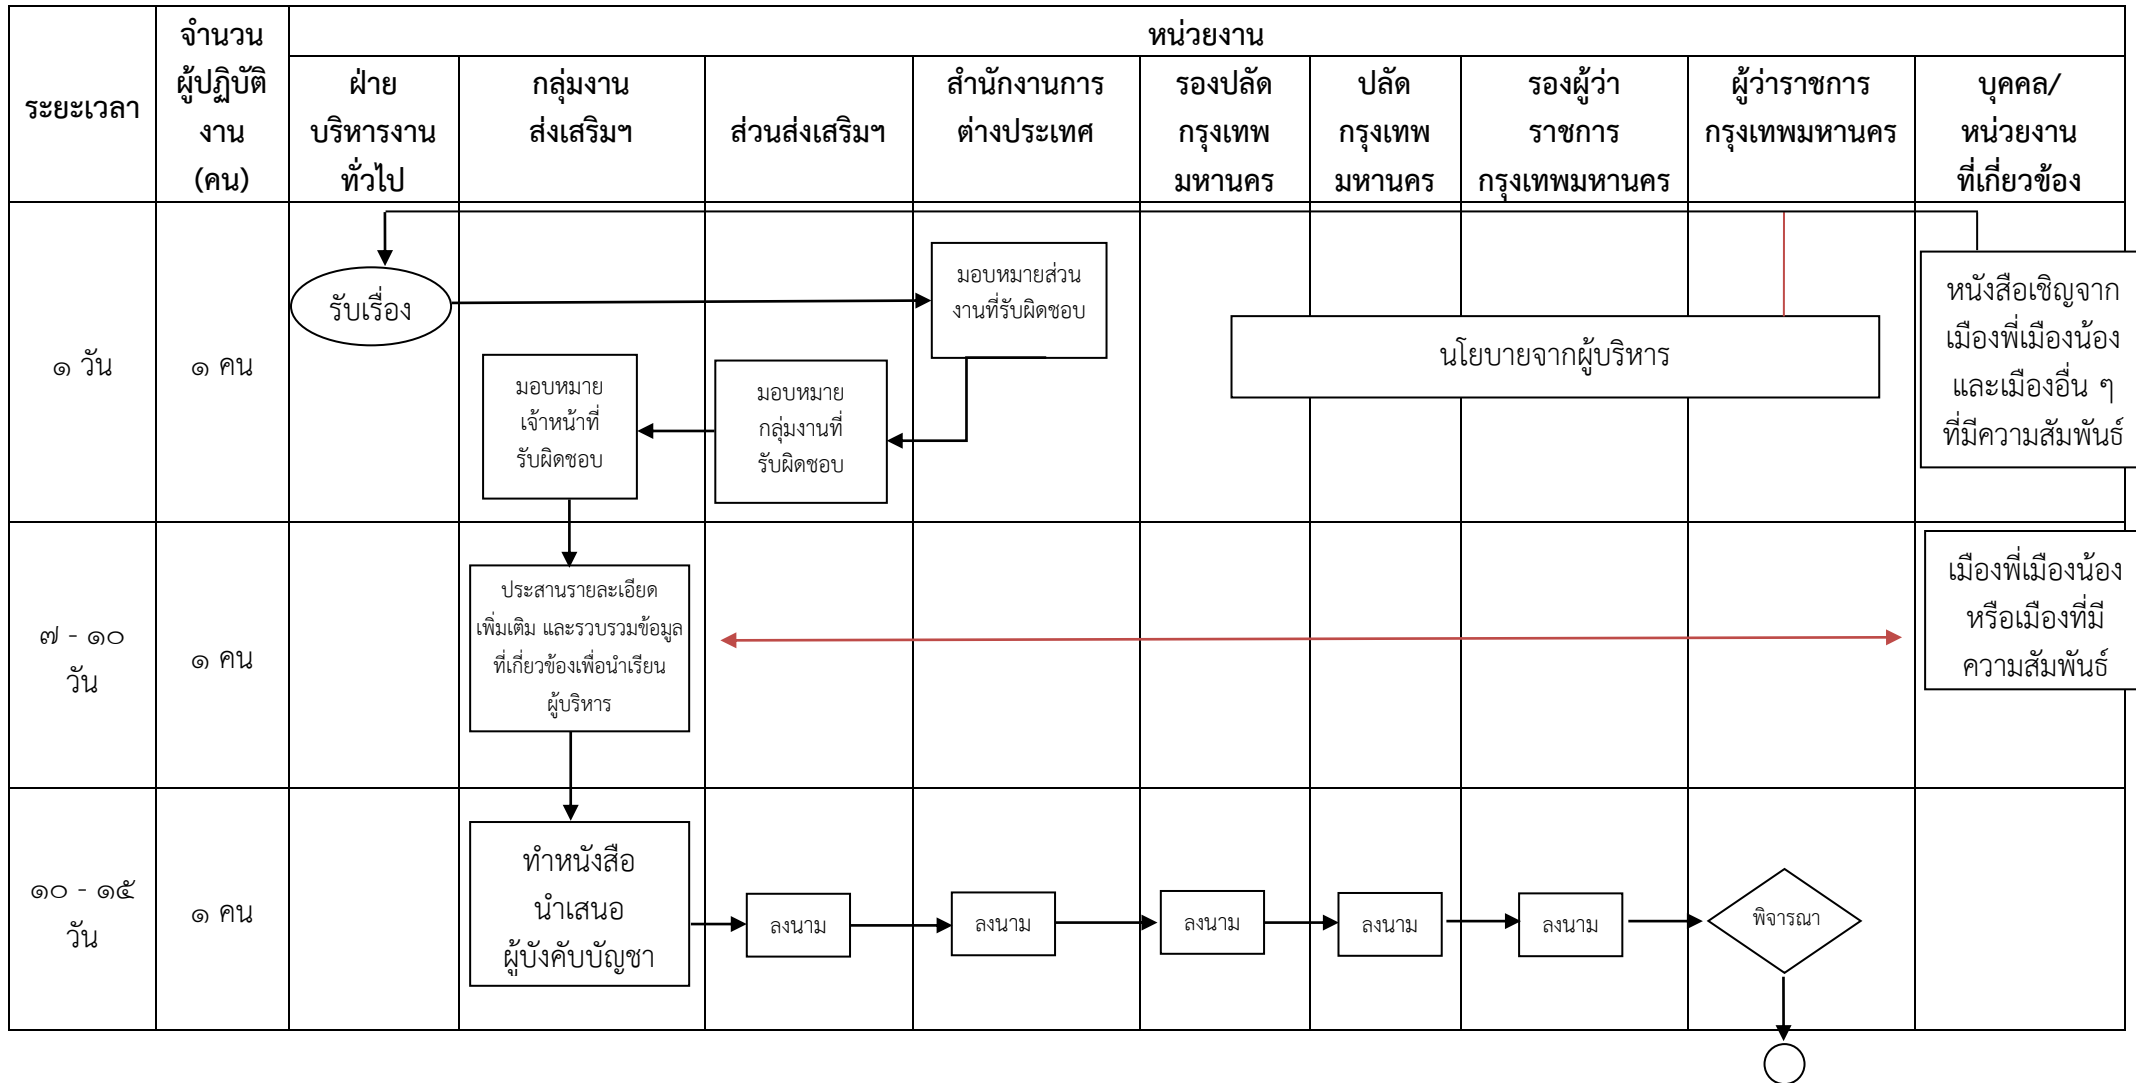 ระยะเวลา
จำนวน
ผู้ปฏิบัติ
งาน
(คน)
หน่วยงาน
ฝ่าย
บริหารงาน
ทั่วไป
กลุ่มงาน
ส่งเสริมฯ
ส่วนส่งเสริมฯ
สำนักงานการ
ต่างประเทศ
รองปลัด
กรุงเทพ
มหานคร
ปลัด
กรุงเทพ
มหานคร
รองผู้ว่า
ราชการ
กรุงเทพมหานคร
ผู้ว่าราชการ
กรุงเทพมหานคร
บุคคล/
หน่วยงาน
ที่เกี่ยวข้อง
๑ วัน
๑ คน
รับเรื่อง
มอบหมาย
เจ้าหน้าที่
รับผิดชอบ
มอบหมาย
กลุ่มงานที่
รับผิดชอบ
มอบหมายส่วน
งานที่รับผิดชอบ
นโยบายจากผู้บริหาร
หนังสือเชิญจาก
เมืองพี่เมืองน้อง
และเมืองอื่น ๆ
ที่มีความสัมพันธ์
๗ - ๑๐
วัน
๑ คน
ประสานรายละเอียด
เพิ่มเติม และรวบรวมข้อมูล
ที่เกี่ยวข้องเพื่อนำเรียน
ผู้บริหาร
เมืองพี่เมืองน้อง
หรือเมืองที่มี
ความสัมพันธ์
๑๐ - ๑๕
วัน
๑ คน
ทำหนังสือ
นำเสนอ
ผู้บังคับบัญชา
ลงนาม
ลงนาม
ลงนาม
ลงนาม
ลงนาม
พิจารณา